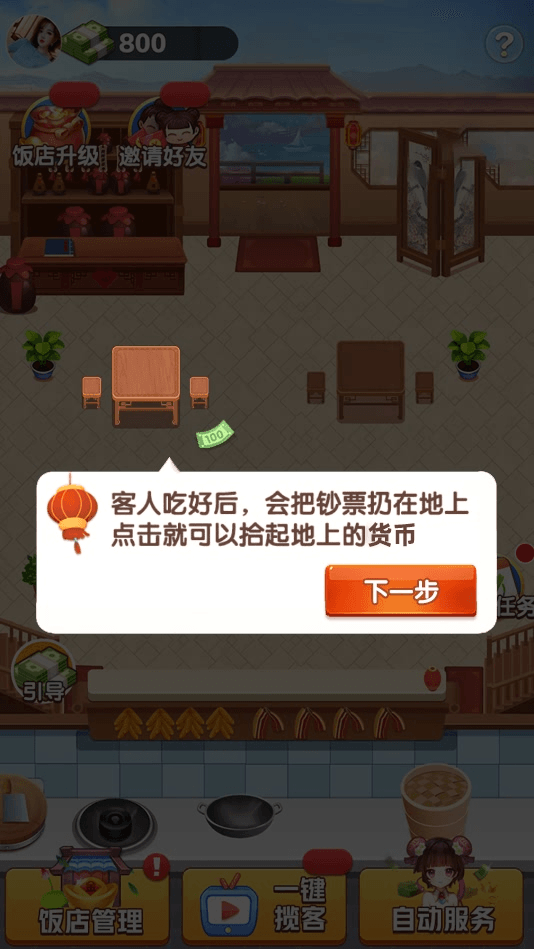 800
?
饭店升级
邀请好友
100
客人吃好后，会把钞票扔在地上
点击就可以拾起地上的货币
下一步
任务
引导
!
饭店管理
一键
揽客
自动服务